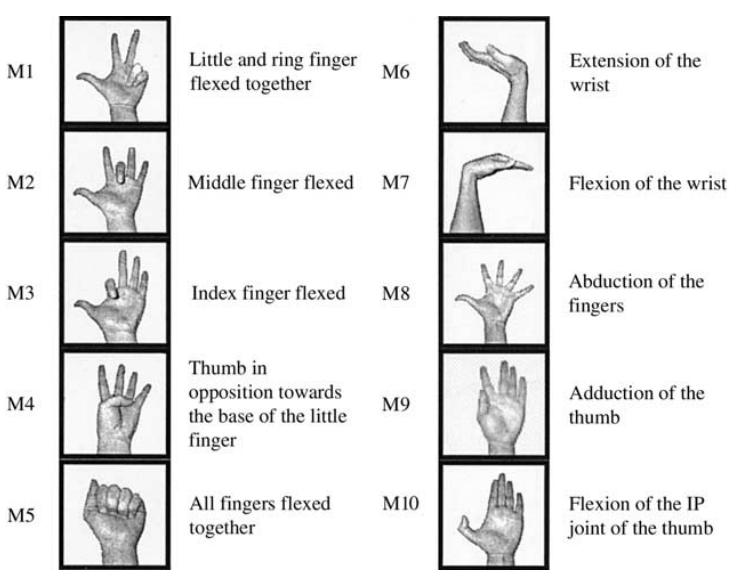 M1
Little and ring finger
flexed together
M2
Middle finger flexed
M3
Index finger flexed
M4
Thumb in
opposition towards
the base of the little
finger
M5
All fingers flexed
together
M6
Extension of the
wrist
M7
Flexion of the wrist
M8
Abduction of the
fingers
M9
Adduction of the
thumb
M10
Flexion of the IP
joint of the thumb